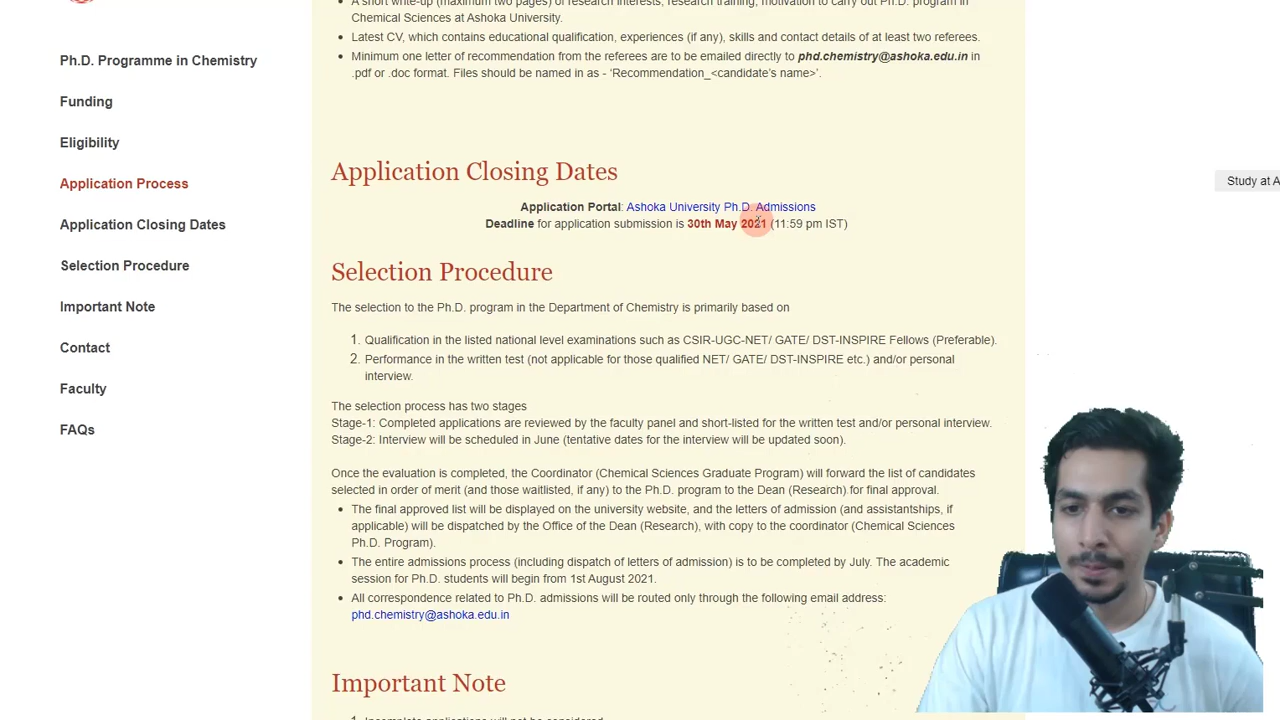 A short write-up (maximum two pages) of research interests, research training, motivation to carry out Ph.D. program in
Chemical Sciences at Ashoka University.
Latest CV, which contains educational qualification, experiences (if any), skills and contact details of at least two referees.
Minimum one letter of recommendation from the referees are to be emailed directly to phd.chemistry@ashoka.edu.in in
.pdf or .doc format. Files should be named in as - ‘Recommendation_<candidate’s name>’.
Ph.D. Programme in Chemistry
Funding
Eligibility
Application Process
Application Closing Dates
Selection Procedure
Important Note
Contact
Faculty
FAQs
Study at A
Application Closing Dates
Application Portal: Ashoka University Ph.D. Admissions
Deadline for application submission is 30th May 2021 (11:59 pm IST)
Selection Procedure
The selection to the Ph.D. program in the Department of Chemistry is primarily based on
1. Qualification in the listed national level examinations such as CSIR-UGC-NET/ GATE/ DST-INSPIRE Fellows (Preferable).
2. Performance in the written test (not applicable for those qualified NET/ GATE/ DST-INSPIRE etc.) and/or personal
interview.
The selection process has two stages
Stage-1: Completed applications are reviewed by the faculty panel and short-listed for the written test and/or personal interview.
Stage-2: Interview will be scheduled in June (tentative dates for the interview will be updated soon).
Once the evaluation is completed, the Coordinator (Chemical Sciences Graduate Program) will forward the list of candidates
selected in order of merit (and those waitlisted, if any) to the Ph.D. program to the Dean (Research) for final approval.
The final approved list will be displayed on the university website, and the letters of admission (and assistantships, if
applicable) will be dispatched by the Office of the Dean (Research), with copy to the coordinator (Chemical Sciences
Ph.D. Program).
The entire admissions process (including dispatch of letters of admission) is to be completed by July. The academic
session for Ph.D. students will begin from 1st August 2021.
All correspondence related to Ph.D. admissions will be routed only through the following email address:
phd.chemistry@ashoka.edu.in
Important Note
1. Incomplete applications will not be considered